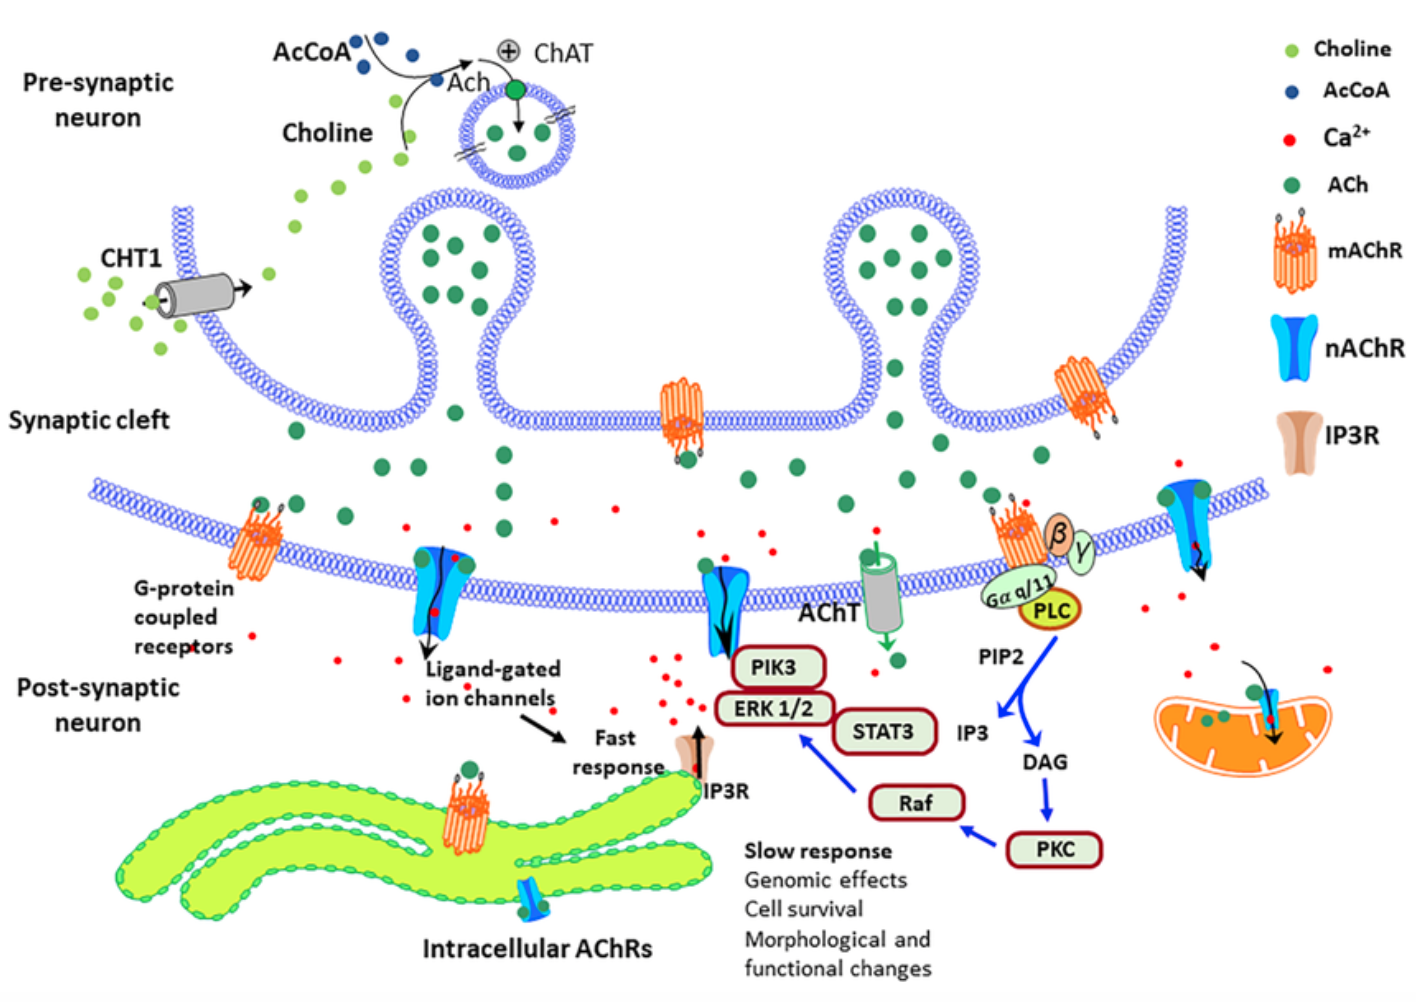 AcCoA
ChAT
Ach
Pre-synaptic
neuron
Choline
CHT1
Synaptic cleft
Choline
AcCoA
Ca²⁺
ACh
mAChR
nAChR
IP3R
G-protein
coupled
receptors
Post-synaptic
neuron
Ligand-gated
ion channels
Fast
response
IP3R
Intracellular AChRs
AChT
β
γ
Gα q/11
PLC
PIP2
IP3
DAG
PKC
Raf
PIK3
ERK 1/2
STAT3
Slow response
Genomic effects
Cell survival
Morphological and
functional changes